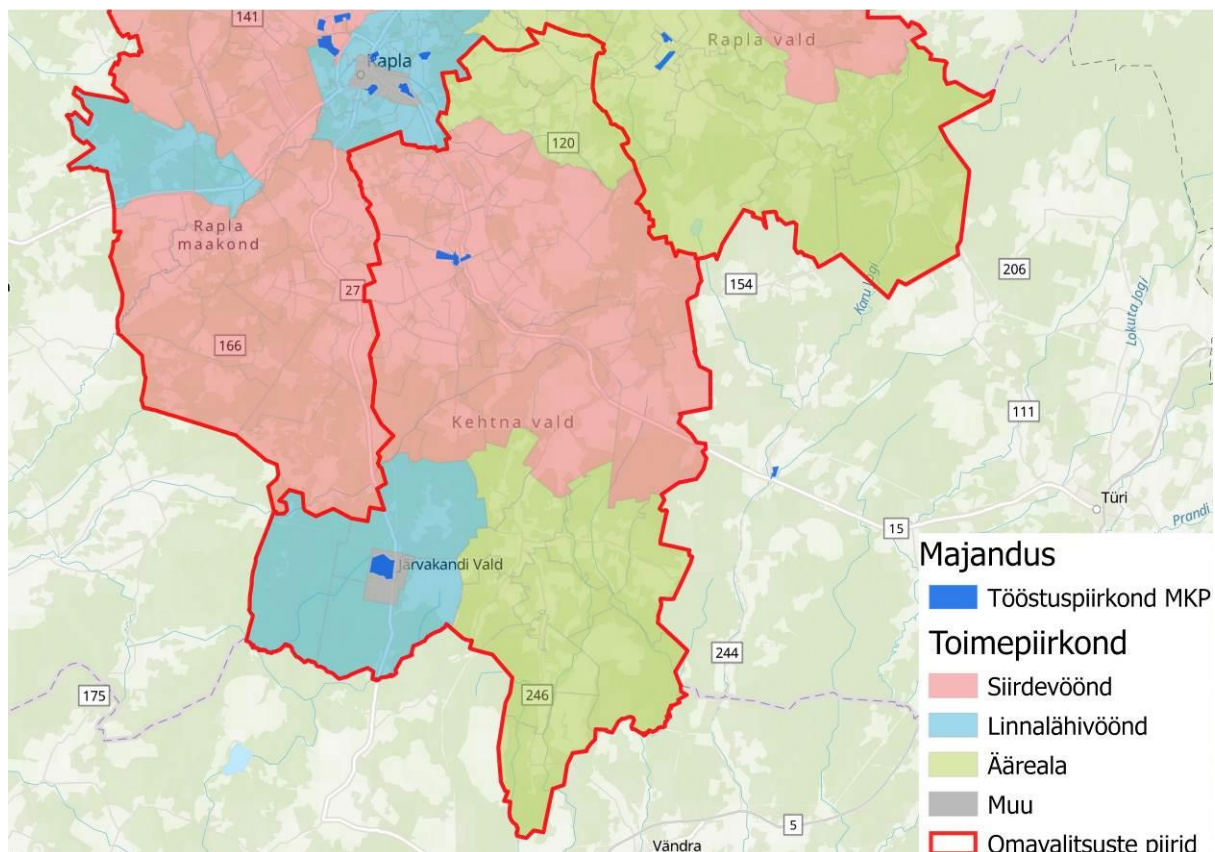 141
Rapla
Rapla vald
120
Rapla
maakond
27
154
206
Käru jõgi
Lokuta jõgi
166
111
Kehtna vald
Türi
15
Prandi
Järvakandi Vald
244
175
246
5
Vändra
Majandus
Tööstuspiirkond MKP
Toimepiirkond
Siirdevöönd
Linnalähivöönd
Ääreala
Muu
Omavalitsuste piirid